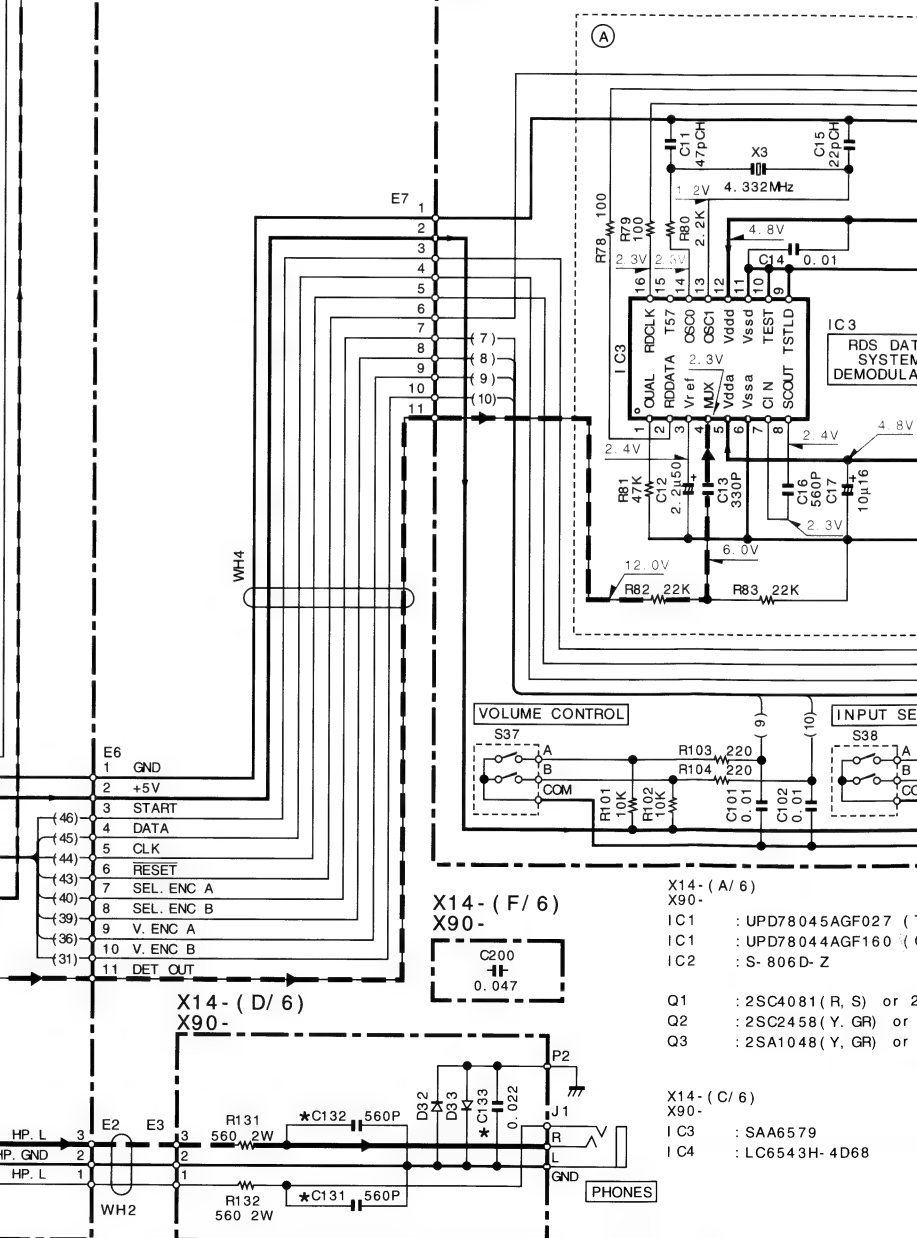 A
E7
1
2
3
4
5
6
7
8
9
10
11
(7)
(8)
(9)
(10)
WH4
C11
47pCH
X3
4.332MHz
C15
22pCH
1.2V
R78 100
R79
100
R80
2.2K
2.3V
4.8V
C14 0.01
16 15 14 13 12 11 10 9
RDCLK
T57
OSC0
OSC1
Vddd
Vssd
TEST
TSTLD
IC3
2.3V
QUAL
RDDATA
Vref
MUX
Vdda
Vssa
CIN
SCOUT
1 2 3 4 5 6 7 8
IC3
RDS DAT
SYSTEM
DEMODULA
2.4V
2.4V
4.8V
R81
47K
C12
2.2µ50
+
C13
330P
C16
560P
C17
10µ16
+
2.3V
6.0V
12.0V
R82 22K
R83 22K
VOLUME CONTROL
S37
A
B
COM
R103 220
R104 220
R101
10K
R102
10K
C101
0.01
C102
0.01
9)
(10)
INPUT SE
S38
A
B
CO
E6
1 GND
2 +5V
3 START
4 DATA
5 CLK
6 RESET
7 SEL. ENC A
8 SEL. ENC B
9 V. ENC A
10 V. ENC B
11 DET OUT
(46)
(45)
(44)
(43)
(40)
(39)
(36)
(31)
X14-(F/6)
X90-
C200
0.047
X14-(A/6)
X90-
IC1 : UPD78045AGF027 (
IC1 : UPD78044AGF160 (
IC2 : S-806D-Z
Q1 : 2SC4081(R, S) or 2
Q2 : 2SC2458(Y. GR) or
Q3 : 2SA1048(Y, GR) or
X14-(C/6)
X90-
IC3 : SAA6579
IC4 : LC6543H-4D68
X14-(D/6)
X90-
E2
E3
HP. L 3
HP. GND 2
HP. L 1
WH2
3
2
1
R131
560 2W
★C132 560P
R132
560 2W
★C131 560P
D32
D33
★C133
0.022
P2
J1
R
L
GND
PHONES